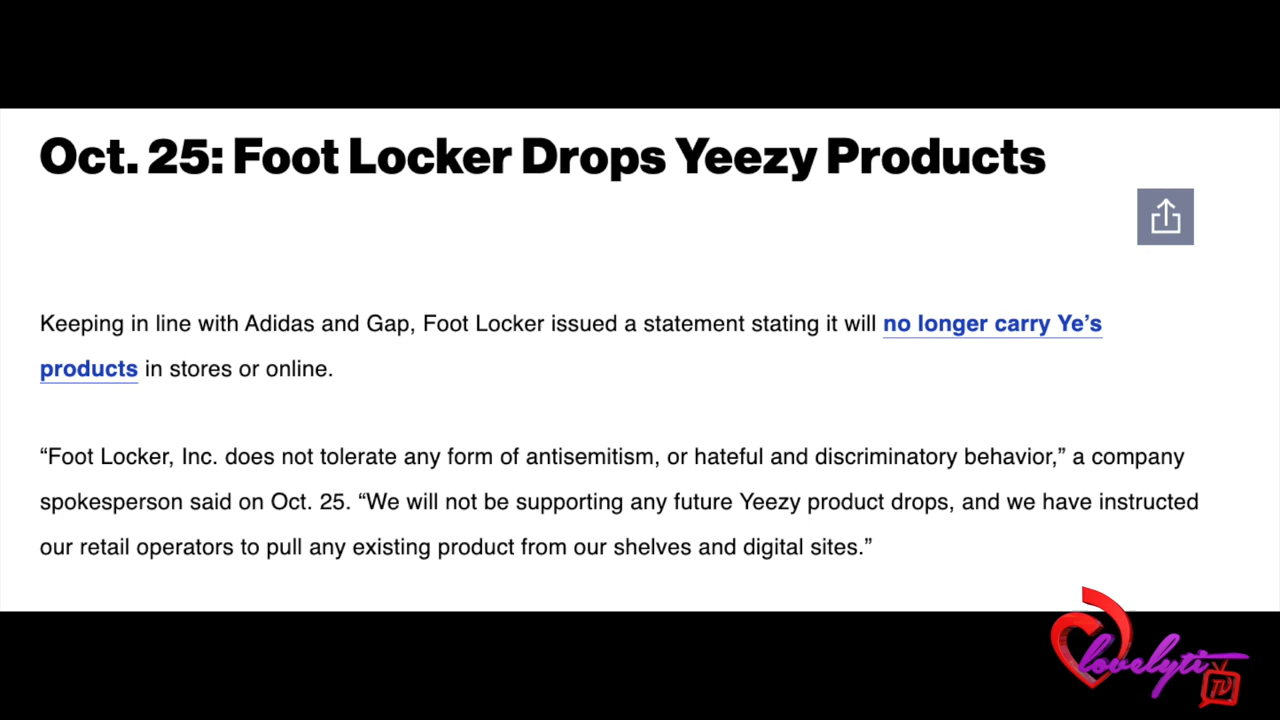 Oct. 25: Foot Locker Drops Yeezy Products
Keeping in line with Adidas and Gap, Foot Locker issued a statement stating it will no longer carry Ye’s
products in stores or online.
“Foot Locker, Inc. does not tolerate any form of antisemitism, or hateful and discriminatory behavior,” a company
spokesperson said on Oct. 25. “We will not be supporting any future Yeezy product drops, and we have instructed
our retail operators to pull any existing product from our shelves and digital sites.”
lovelyti
TV